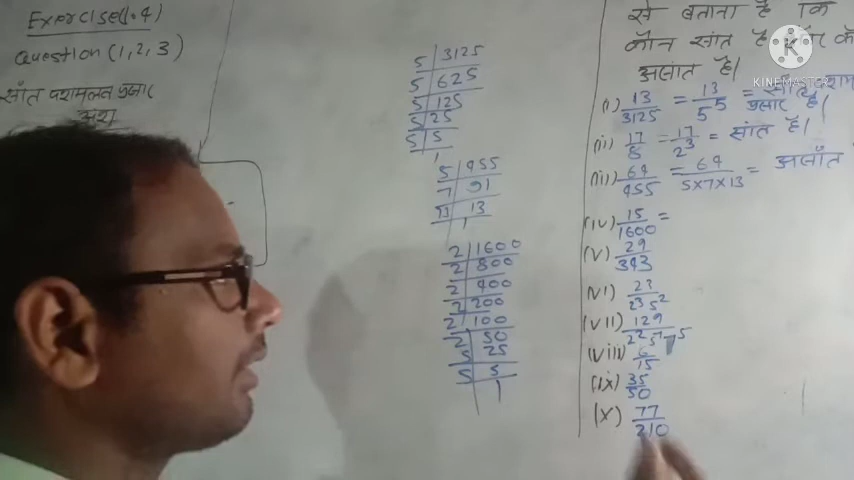 Exercise(1.4)
Question (1, 2, 3)
सांत दशमलव प्रसार
5 | 3125
5 | 625
5 | 125
5 | 25
5 | 5
1
5 | 455
7 | 91
13 | 13
1
2 | 1600
2 | 800
2 | 400
2 | 200
2 | 100
2 | 50
5 | 25
5 | 5
1
से बताना है कि
कौन सांत है और
असांत है।
KINEMASTER
(i) 13/3125 = 13/5^5 = सांत
प्रसार है।
(ii) 17/8 = 17/2^3 = सांत है।
(iii) 64/455 = 64/5×7×13 = असांत
(iv) 15/1600 =
(v) 29/343
(vi) 23/2^3 5^2
(vii) 129/2^2 5^7 7^5
(viii) 6/15
(ix) 35/50
(x) 77/210